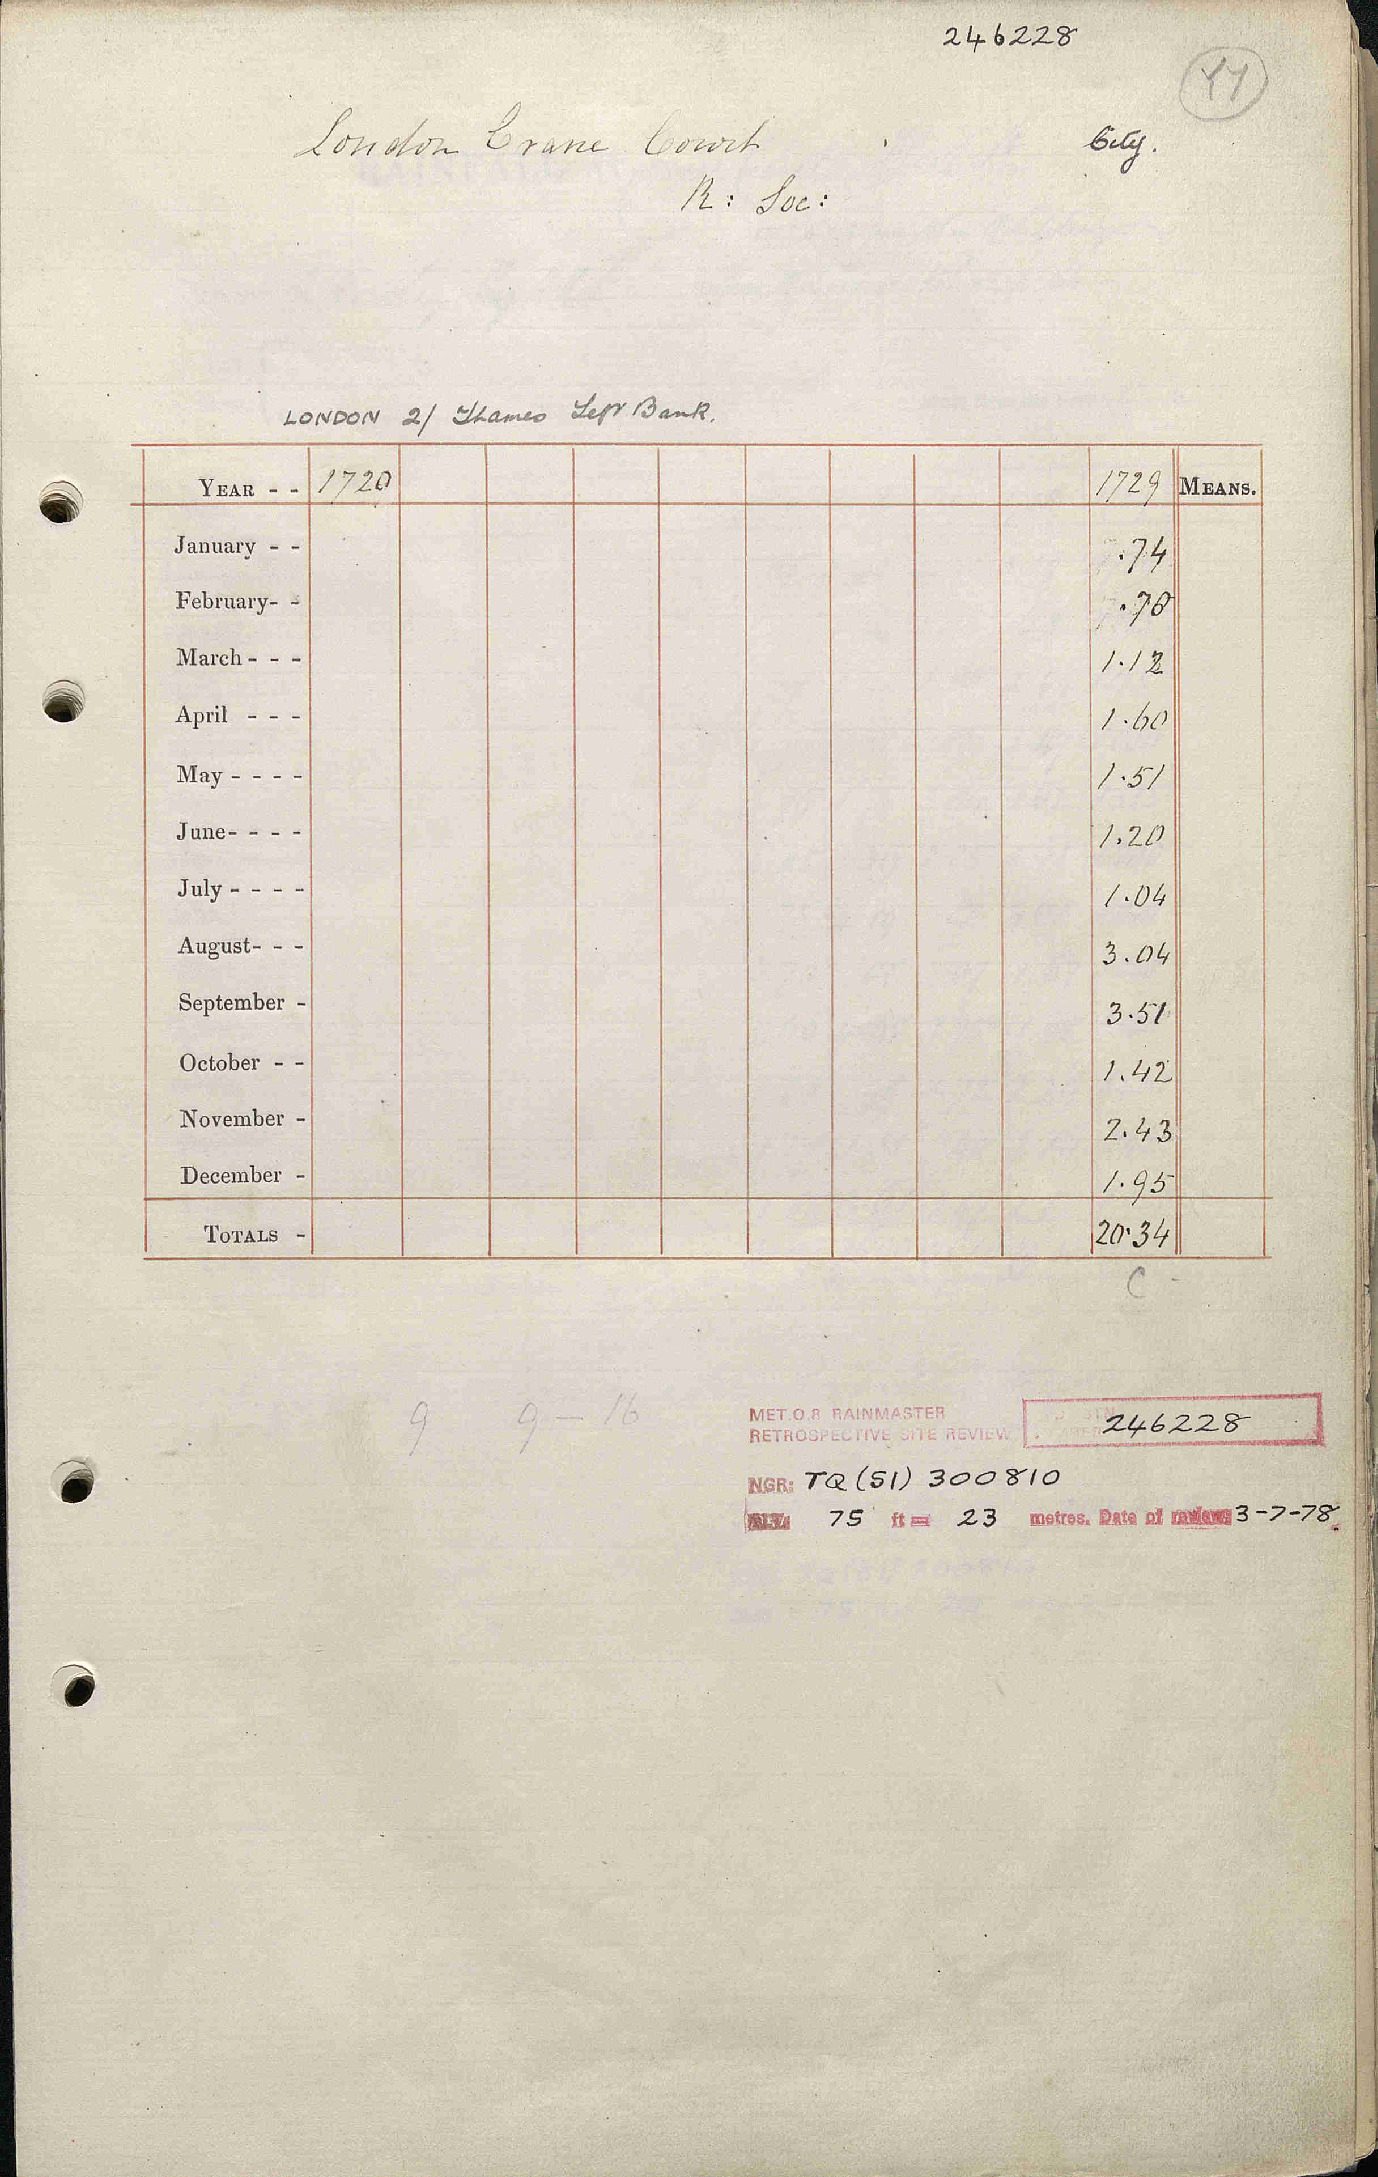 246228
London Crane Court City.
R: Soc:
LONDON 2/ Thames Left Bank.
YEAR - - 1720 1729 MEANS.
January - - .74
February- - .78
March - - - 1.12
April - - - 1.60
May - - - - 1.51
June- - - - 1.20
July - - - - 1.04
August- - - 3.04
September - 3.51
October - - 1.42
November - 2.43
December - 1.95
TOTALS - 20.34
C -
9 9 - 16
MET.O.8 RAINMASTER
RETROSPECTIVE SITE REVIEW 246228
NGR: TQ (51) 300810
ALT: 75 ft = 23 metres. Date of review 3-7-78